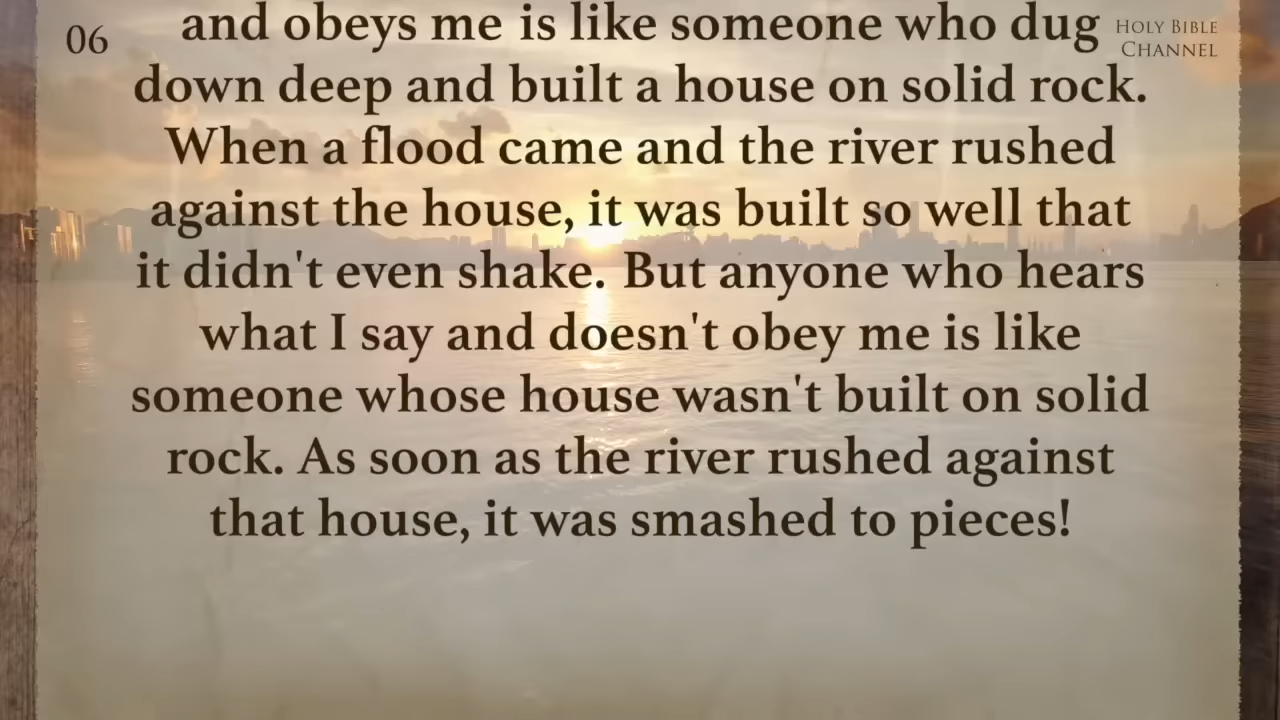 06
HOLY BIBLE
CHANNEL
and obeys me is like someone who dug
down deep and built a house on solid rock.
When a flood came and the river rushed
against the house, it was built so well that
it didn't even shake. But anyone who hears
what I say and doesn't obey me is like
someone whose house wasn't built on solid
rock. As soon as the river rushed against
that house, it was smashed to pieces!